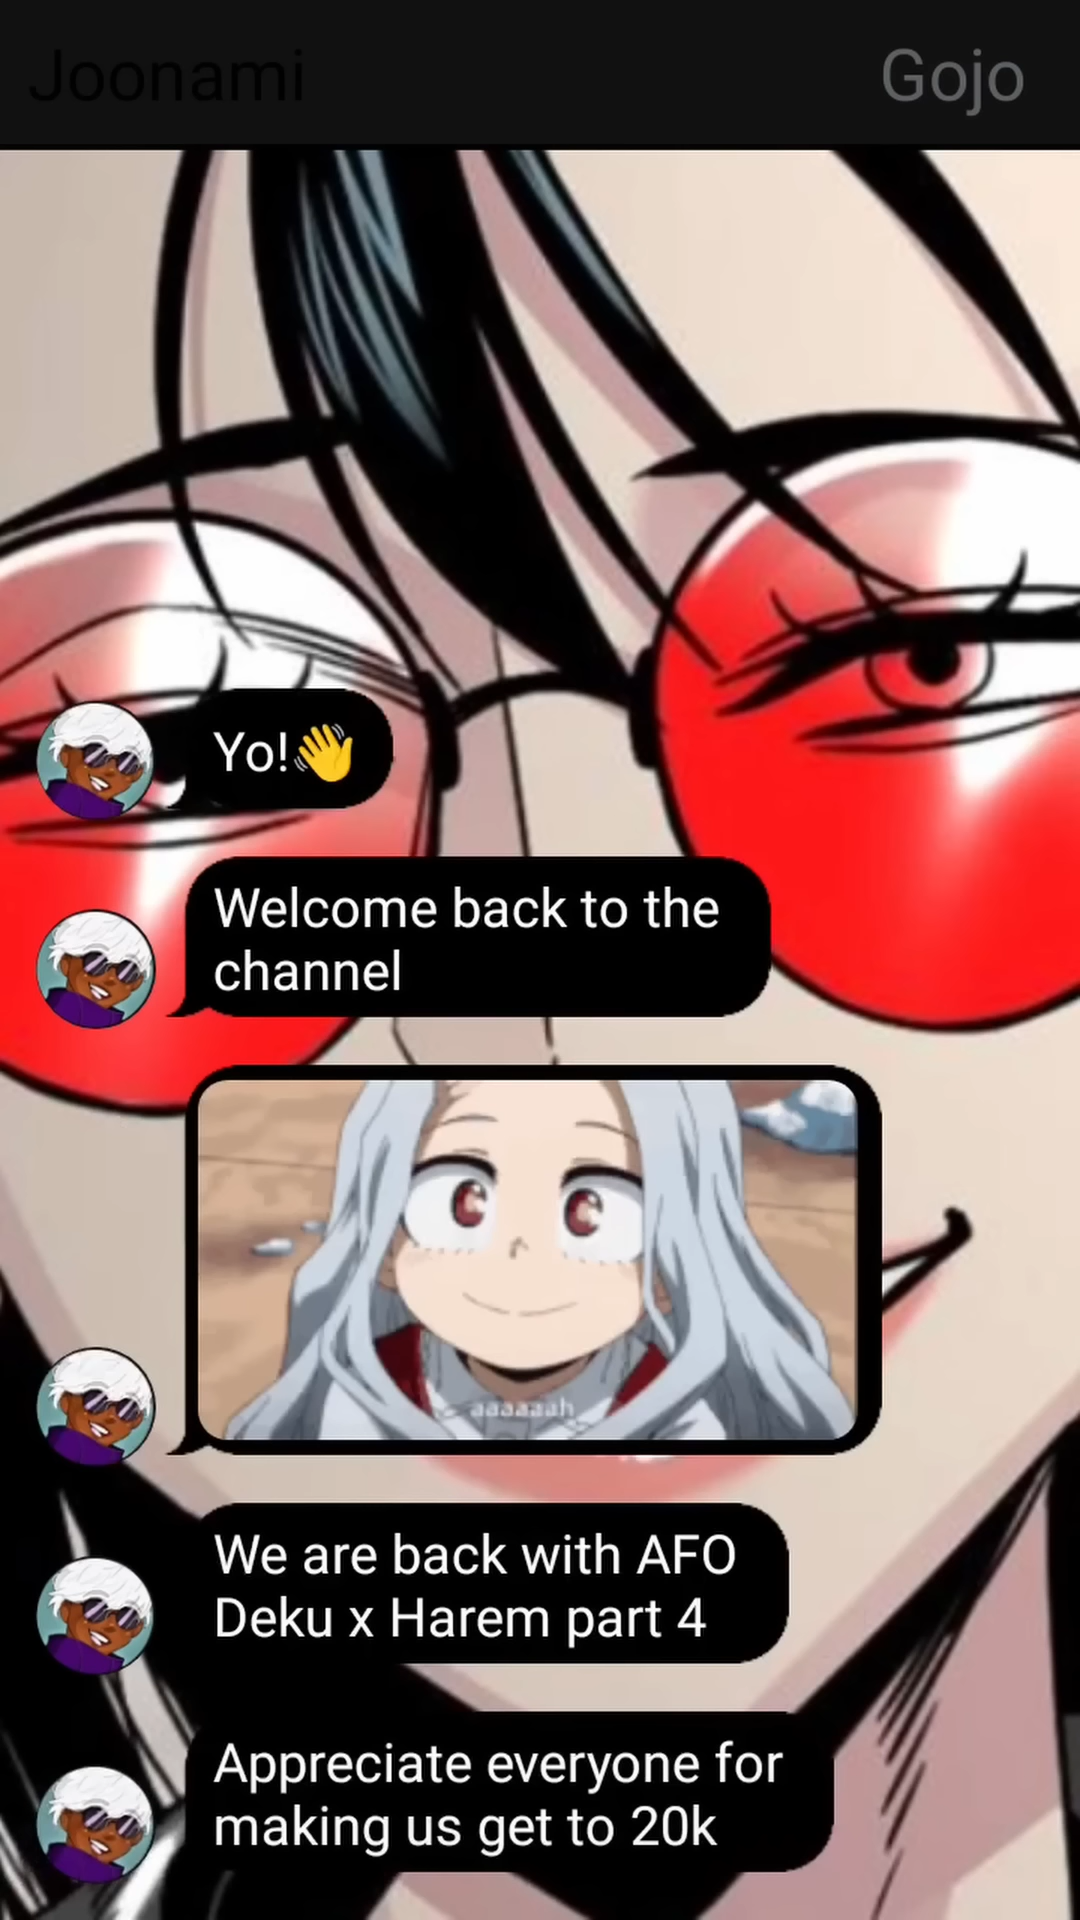 Joonami
Gojo
Yo!👋
Welcome back to the
channel
aaaaaah
We are back with AFO
Deku x Harem part 4
Appreciate everyone for
making us get to 20k